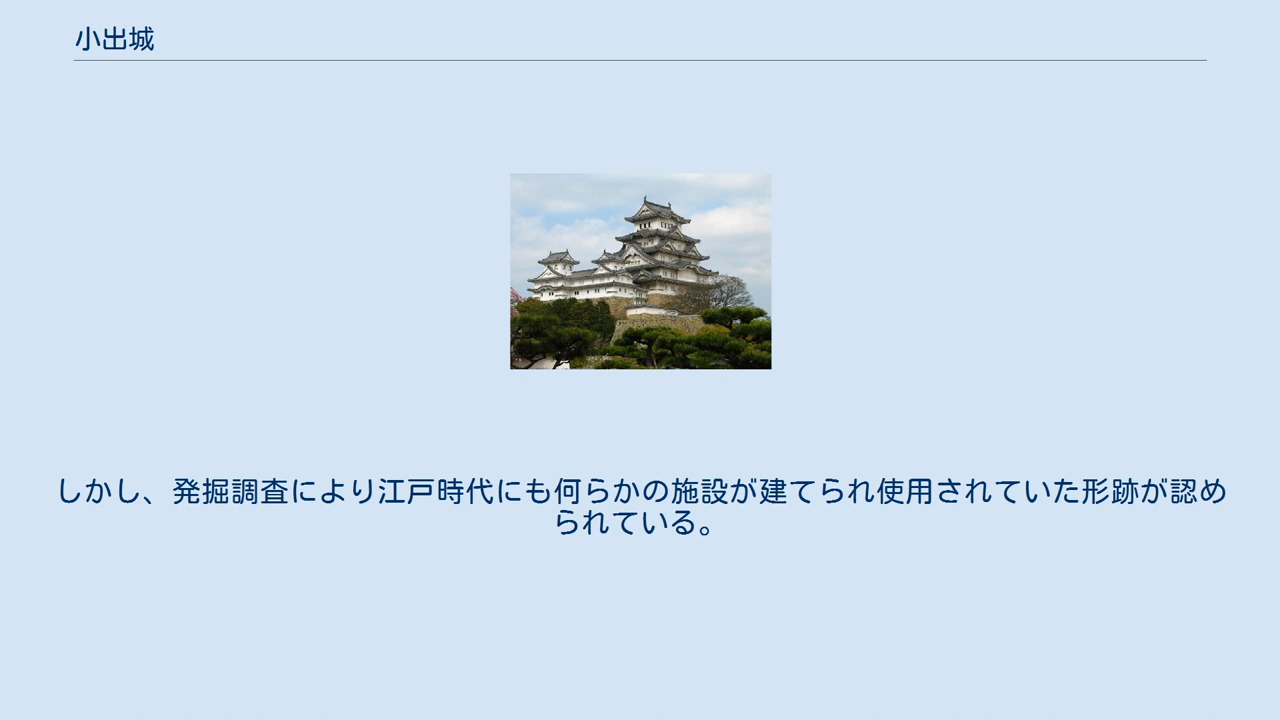 小出城
しかし、発掘調査により江戸時代にも何らかの施設が建てられ使用されていた形跡が認め
られている。